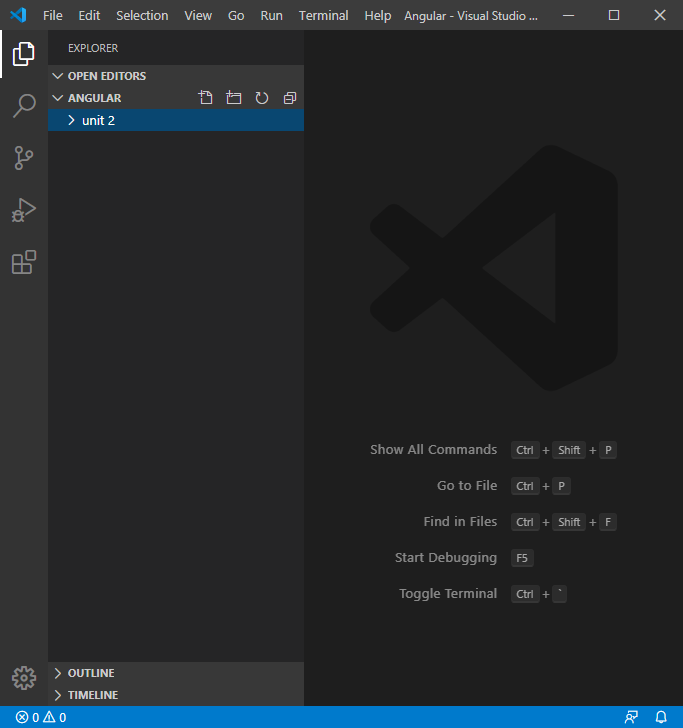 File Edit Selection View Go Run Terminal Help Angular - Visual Studio ...
EXPLORER
OPEN EDITORS
ANGULAR
unit 2
Show All Commands Ctrl + Shift + P
Go to File Ctrl + P
Find in Files Ctrl + Shift + F
Start Debugging F5
Toggle Terminal Ctrl + `
OUTLINE
TIMELINE
0 0